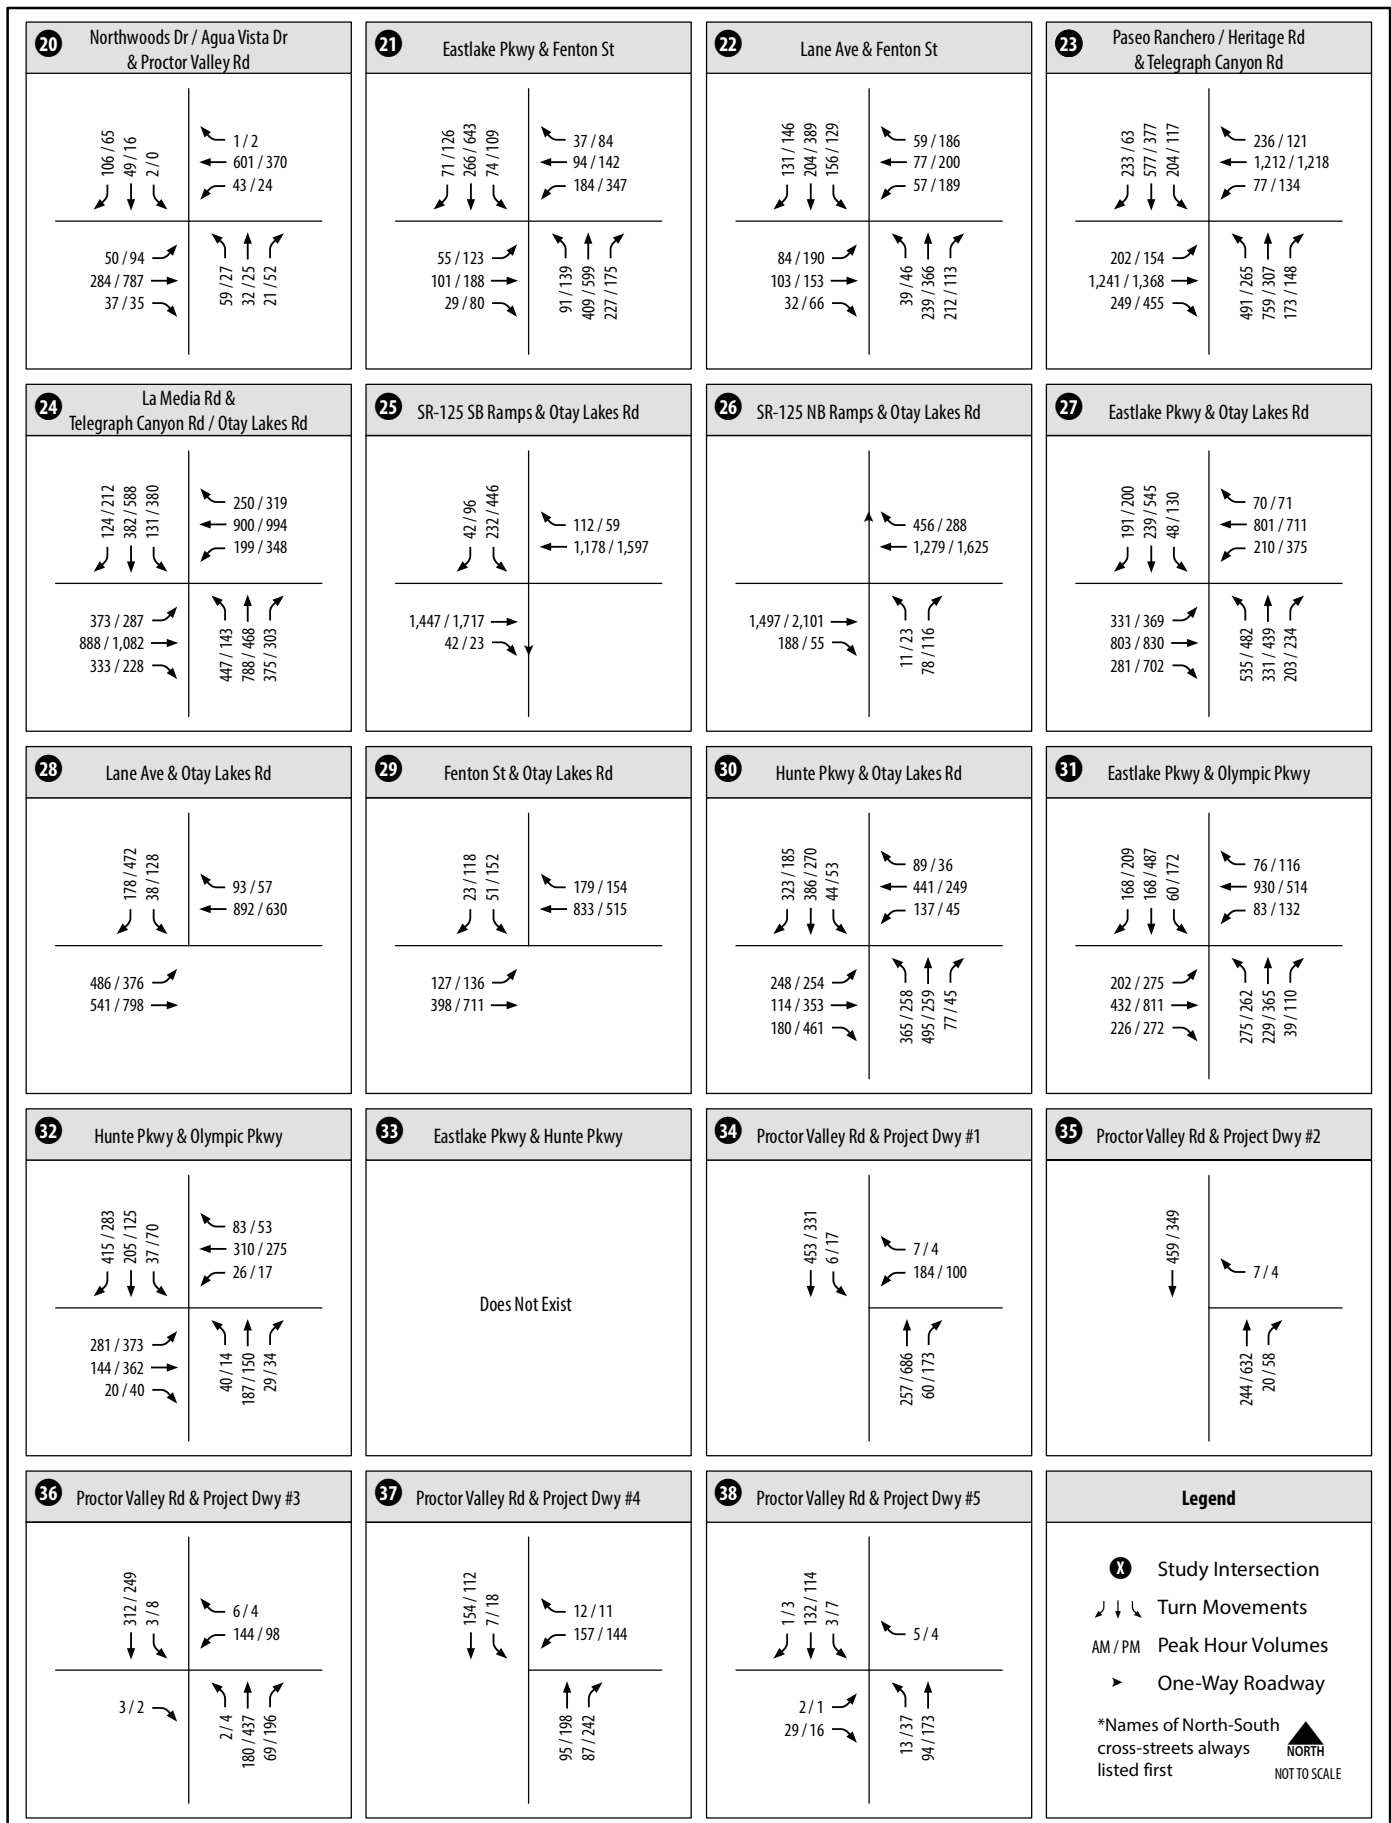 20
Northwoods Dr / Agua Vista Dr
& Proctor Valley Rd
106 / 65
49 / 16
2 / 0
1 / 2
601 / 370
43 / 24
50 / 94
284 / 787
37 / 35
59 / 27
32 / 25
21 / 52
21
Eastlake Pkwy & Fenton St
71 / 126
266 / 643
74 / 109
37 / 84
94 / 142
184 / 347
55 / 123
101 / 188
29 / 80
91 / 139
409 / 599
227 / 175
22
Lane Ave & Fenton St
131 / 146
204 / 389
156 / 129
59 / 186
77 / 200
57 / 189
84 / 190
103 / 153
32 / 66
39 / 46
239 / 366
212 / 113
23
Paseo Ranchero / Heritage Rd
& Telegraph Canyon Rd
233 / 63
577 / 377
204 / 117
236 / 121
1,212 / 1,218
77 / 134
202 / 154
1,241 / 1,368
249 / 455
491 / 265
759 / 307
173 / 148
24
La Media Rd &
Telegraph Canyon Rd / Otay Lakes Rd
124 / 212
382 / 588
131 / 380
250 / 319
900 / 994
199 / 348
373 / 287
888 / 1,082
333 / 228
447 / 143
788 / 468
375 / 303
25
SR-125 SB Ramps & Otay Lakes Rd
42 / 96
232 / 446
112 / 59
1,178 / 1,597
1,447 / 1,717
42 / 23
26
SR-125 NB Ramps & Otay Lakes Rd
456 / 288
1,279 / 1,625
1,497 / 2,101
188 / 55
11 / 23
78 / 116
27
Eastlake Pkwy & Otay Lakes Rd
191 / 200
239 / 545
48 / 130
70 / 71
801 / 711
210 / 375
331 / 369
803 / 830
281 / 702
535 / 482
331 / 439
203 / 234
28
Lane Ave & Otay Lakes Rd
178 / 472
38 / 128
93 / 57
892 / 630
486 / 376
541 / 798
29
Fenton St & Otay Lakes Rd
23 / 118
51 / 152
179 / 154
833 / 515
127 / 136
398 / 711
30
Hunte Pkwy & Otay Lakes Rd
323 / 185
386 / 270
44 / 53
89 / 36
441 / 249
137 / 45
248 / 254
114 / 353
180 / 461
365 / 258
495 / 259
77 / 45
31
Eastlake Pkwy & Olympic Pkwy
168 / 209
168 / 487
60 / 172
76 / 116
930 / 514
83 / 132
202 / 275
432 / 811
226 / 272
275 / 262
229 / 365
39 / 110
32
Hunte Pkwy & Olympic Pkwy
415 / 283
205 / 125
37 / 70
83 / 53
310 / 275
26 / 17
281 / 373
144 / 362
20 / 40
40 / 14
187 / 150
29 / 34
33
Eastlake Pkwy & Hunte Pkwy
Does Not Exist
34
Proctor Valley Rd & Project Dwy #1
453 / 331
6 / 17
7 / 4
184 / 100
257 / 686
60 / 173
35
Proctor Valley Rd & Project Dwy #2
459 / 349
7 / 4
244 / 632
20 / 58
36
Proctor Valley Rd & Project Dwy #3
312 / 249
3 / 8
6 / 4
144 / 98
3 / 2
2 / 4
180 / 437
69 / 196
37
Proctor Valley Rd & Project Dwy #4
154 / 112
7 / 18
12 / 11
157 / 144
95 / 198
87 / 242
38
Proctor Valley Rd & Project Dwy #5
1 / 3
132 / 114
3 / 7
5 / 4
2 / 1
29 / 16
13 / 37
94 / 173
Legend
X Study Intersection
Turn Movements
AM / PM Peak Hour Volumes
One-Way Roadway
*Names of North-South
cross-streets always
listed first
NORTH
NOT TO SCALE